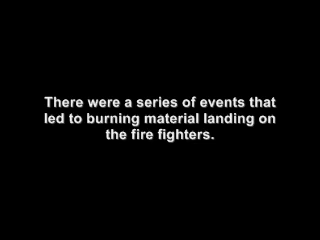 There were a series of events that
led to burning material landing on
the fire fighters.